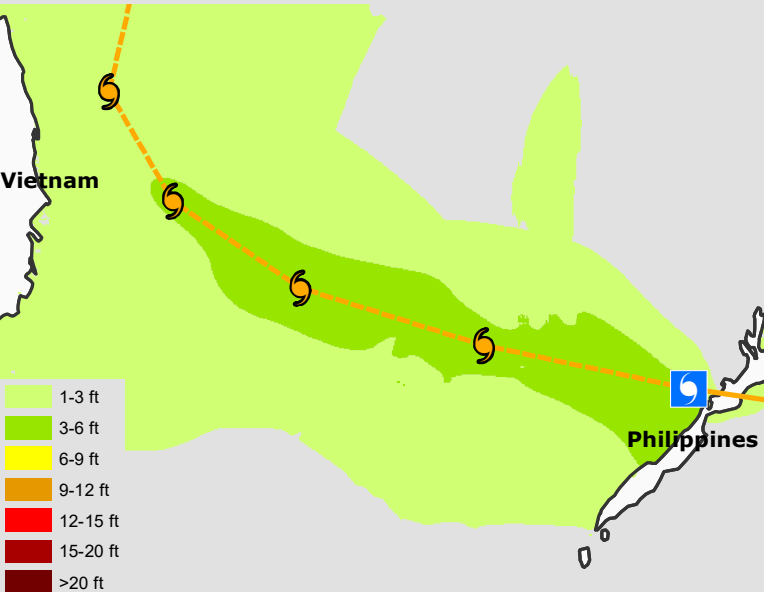 Vietnam
Philippines
1-3 ft
3-6 ft
6-9 ft
9-12 ft
12-15 ft
15-20 ft
>20 ft